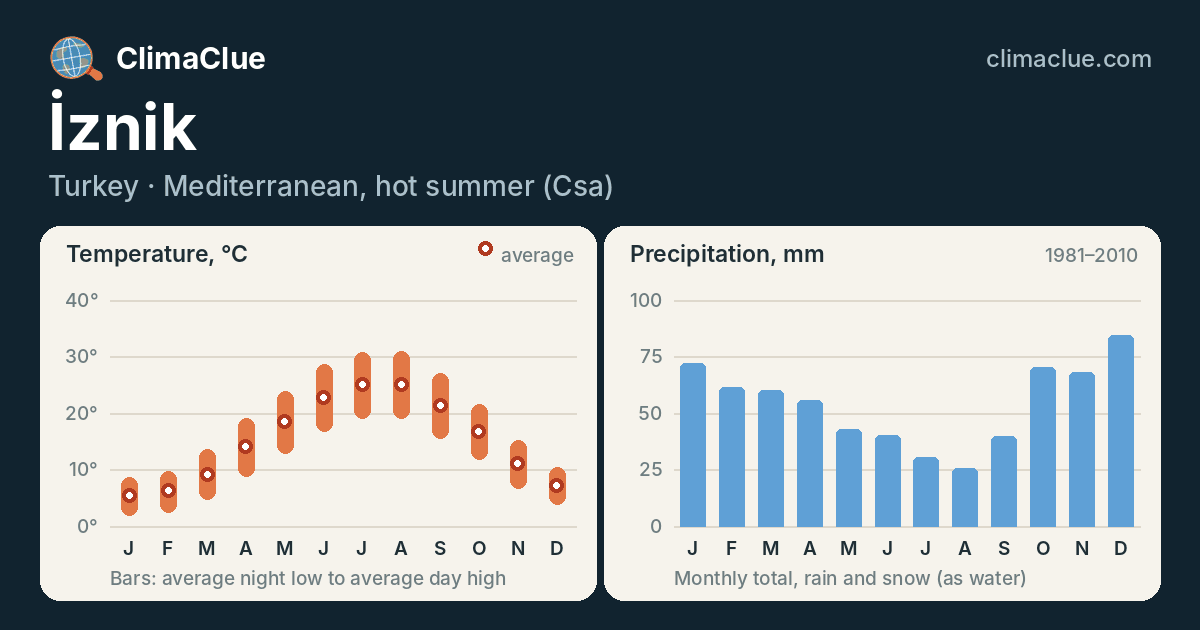 ClimaClue
climaclue.com
İznik
Turkey · Mediterranean, hot summer (Csa)
Temperature, °C
average
40°
30°
20°
10°
0°
J F M A M J J A S O N D
Bars: average night low to average day high
Precipitation, mm
1981–2010
100
75
50
25
0
J F M A M J J A S O N D
Monthly total, rain and snow (as water)